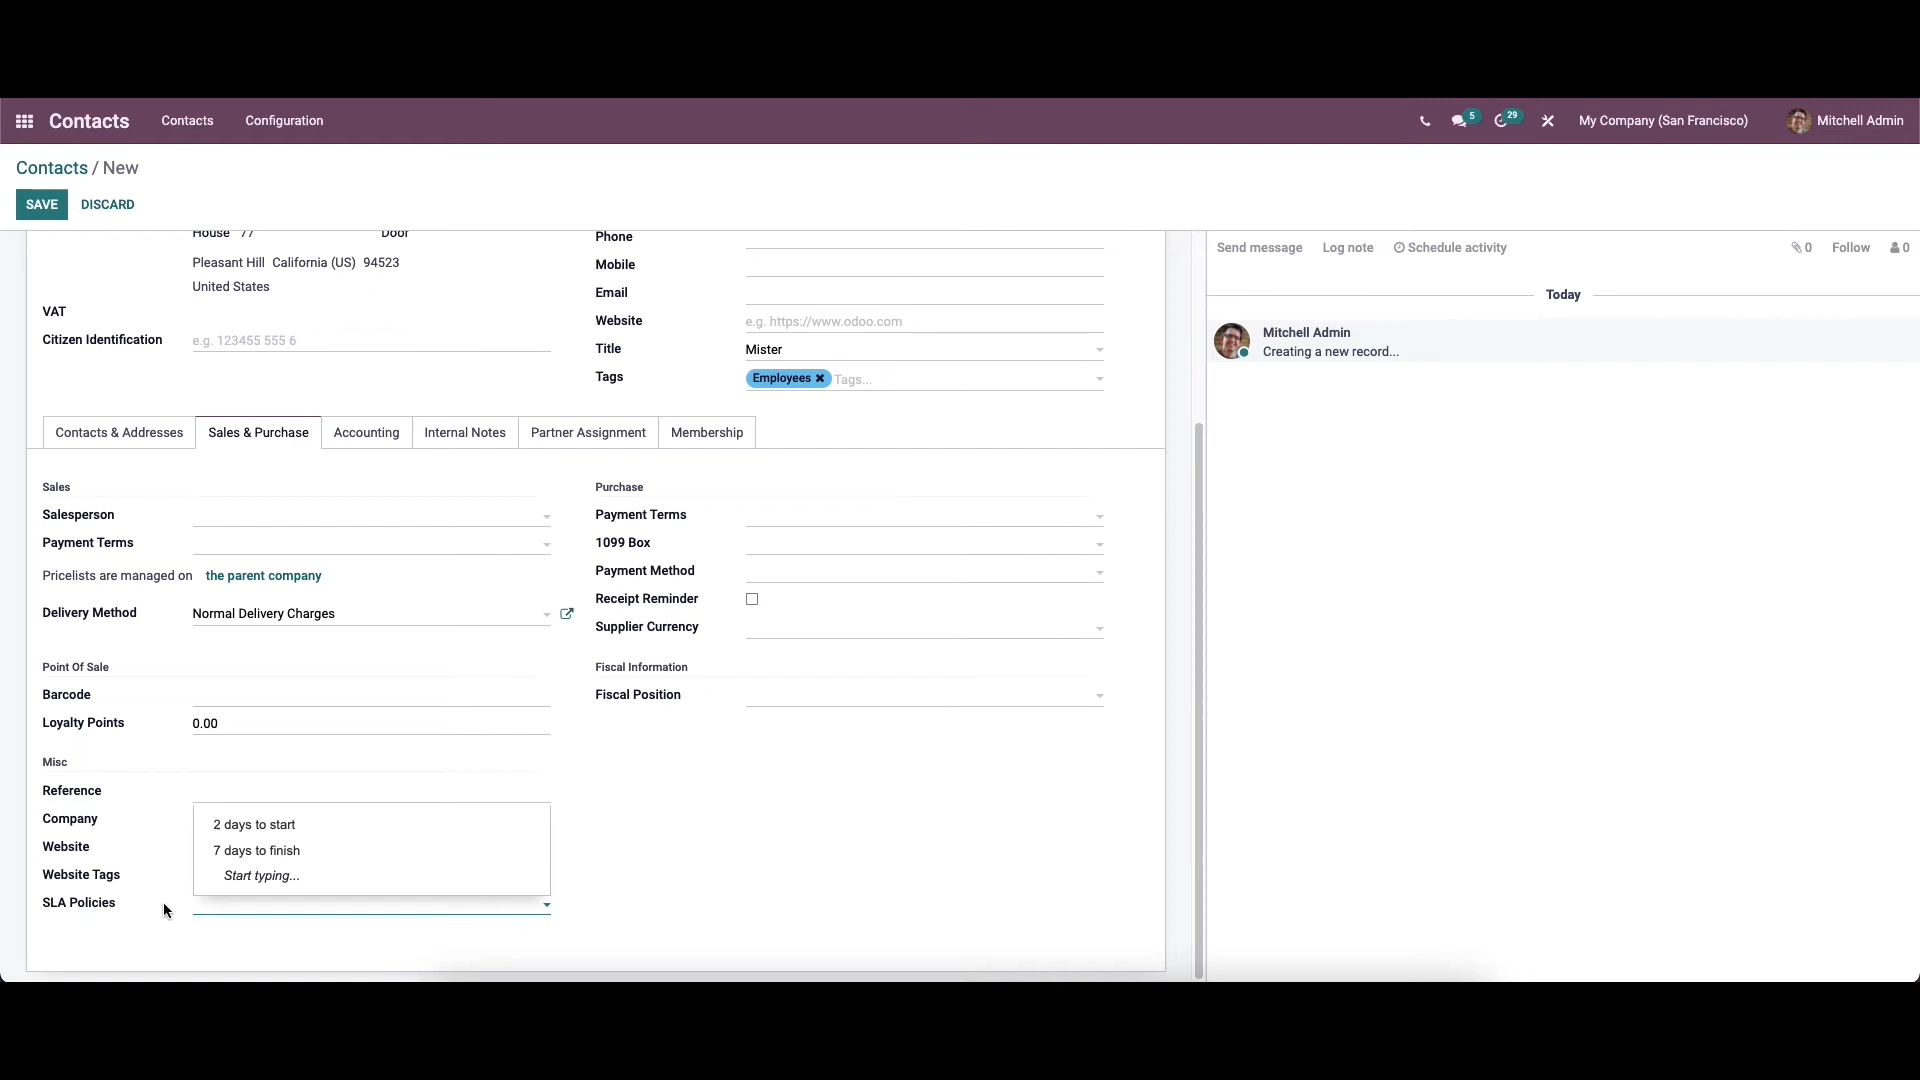 Contacts Contacts Configuration 5 29 My Company (San Francisco) Mitchell Admin
Contacts / New
SAVE DISCARD
House 77 Door
Pleasant Hill California (US) 94523
United States
VAT
Citizen Identification e.g. 123455 555 6
Phone
Mobile
Email
Website e.g. https://www.odoo.com
Title Mister
Tags Employees ✖ Tags...
Send message Log note Schedule activity 0 Follow 0
Today
Mitchell Admin
Creating a new record...
Contacts & Addresses Sales & Purchase Accounting Internal Notes Partner Assignment Membership
Sales
Salesperson
Payment Terms
Pricelists are managed on the parent company
Delivery Method Normal Delivery Charges
Purchase
Payment Terms
1099 Box
Payment Method
Receipt Reminder
Supplier Currency
Point Of Sale
Barcode
Loyalty Points 0.00
Fiscal Information
Fiscal Position
Misc
Reference
Company
Website
Website Tags
SLA Policies
2 days to start
7 days to finish
Start typing...